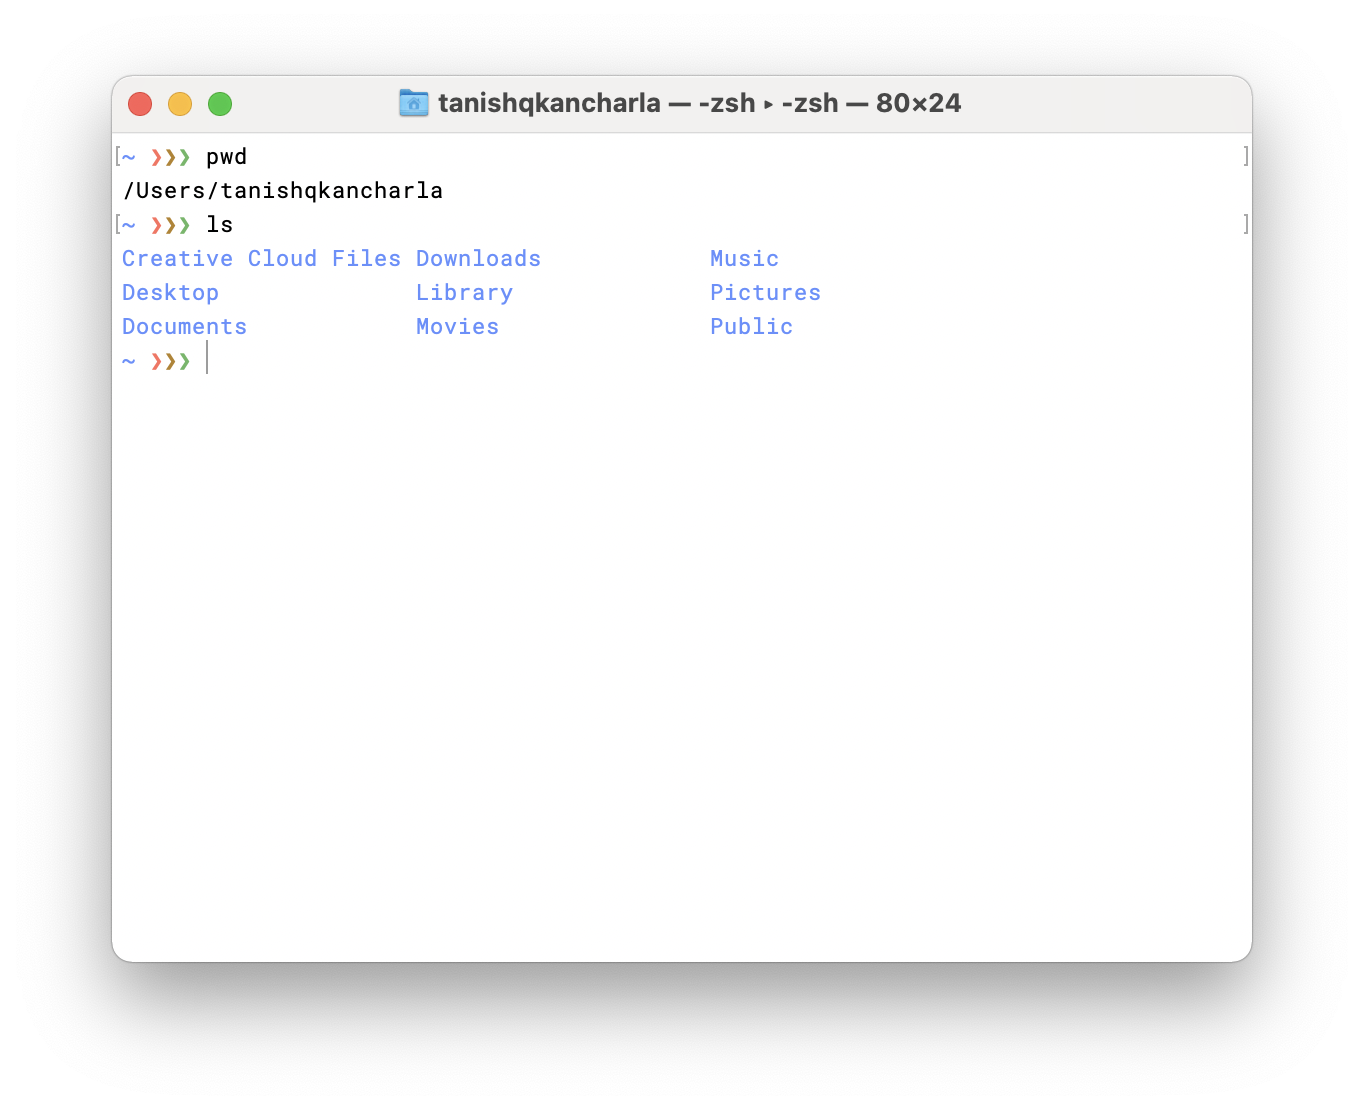 tanishqkancharla — -zsh ▸ -zsh — 80×24
[~ ❯❯❯ pwd ]
/Users/tanishqkancharla
[~ ❯❯❯ ls ]
Creative Cloud Files Downloads Music
Desktop Library Pictures
Documents Movies Public
~ ❯❯❯